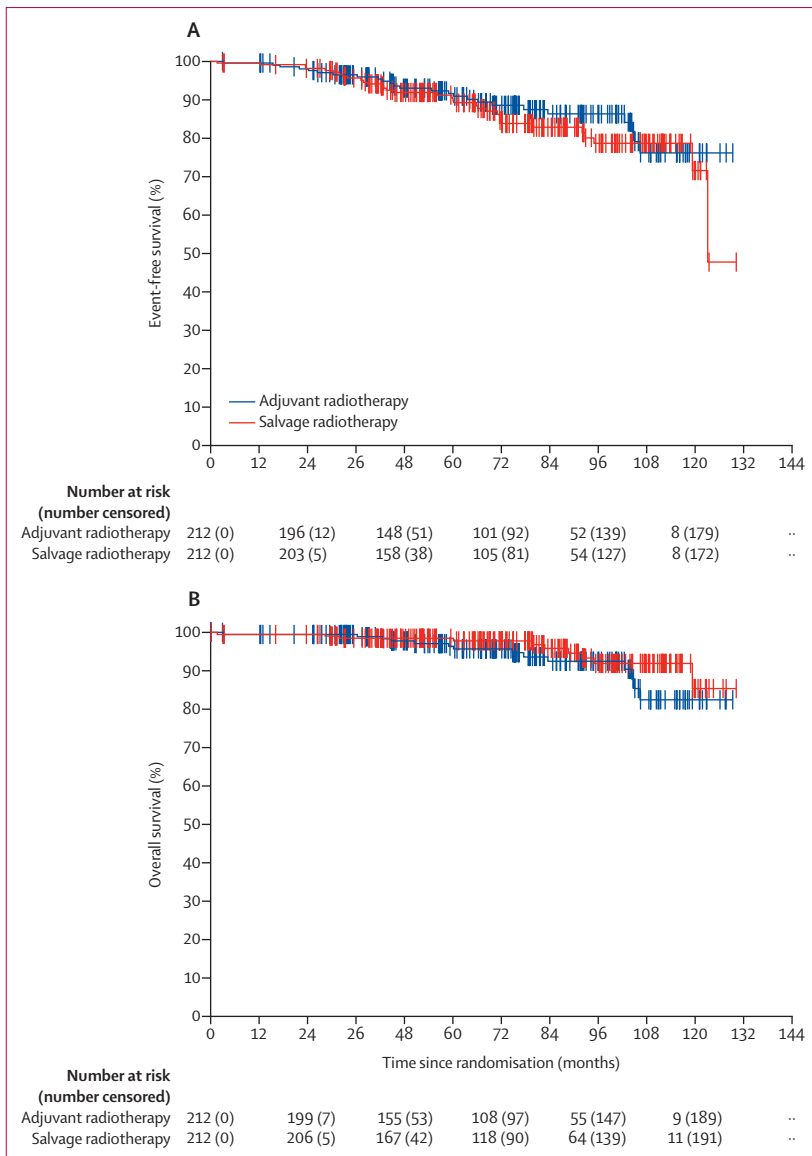 A
100
90
80
70
60
50
40
30
20
10
0
Event-free survival (%)
Adjuvant radiotherapy
Salvage radiotherapy
0 12 24 26 48 60 72 84 96 108 120 132 144
Number at risk
(number censored)
Adjuvant radiotherapy 212 (0) 196 (12) 148 (51) 101 (92) 52 (139) 8 (179) ··
Salvage radiotherapy 212 (0) 203 (5) 158 (38) 105 (81) 54 (127) 8 (172) ··
B
100
90
80
70
60
50
40
30
20
10
0
Overall survival (%)
0 12 24 26 48 60 72 84 96 108 120 132 144
Time since randomisation (months)
Number at risk
(number censored)
Adjuvant radiotherapy 212 (0) 199 (7) 155 (53) 108 (97) 55 (147) 9 (189) ··
Salvage radiotherapy 212 (0) 206 (5) 167 (42) 118 (90) 64 (139) 11 (191) ··